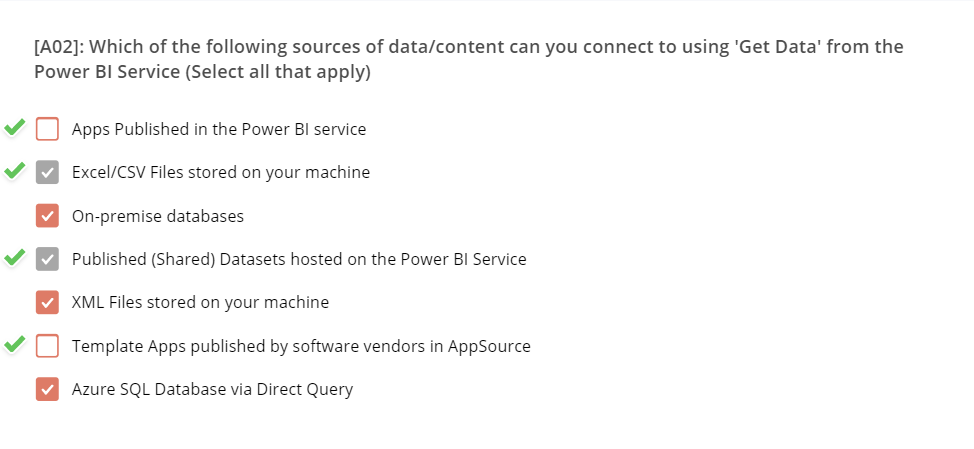 [A02]: Which of the following sources of data/content can you connect to using 'Get Data' from the
Power BI Service (Select all that apply)
Apps Published in the Power BI service
Excel/CSV Files stored on your machine
On-premise databases
Published (Shared) Datasets hosted on the Power BI Service
XML Files stored on your machine
Template Apps published by software vendors in AppSource
Azure SQL Database via Direct Query